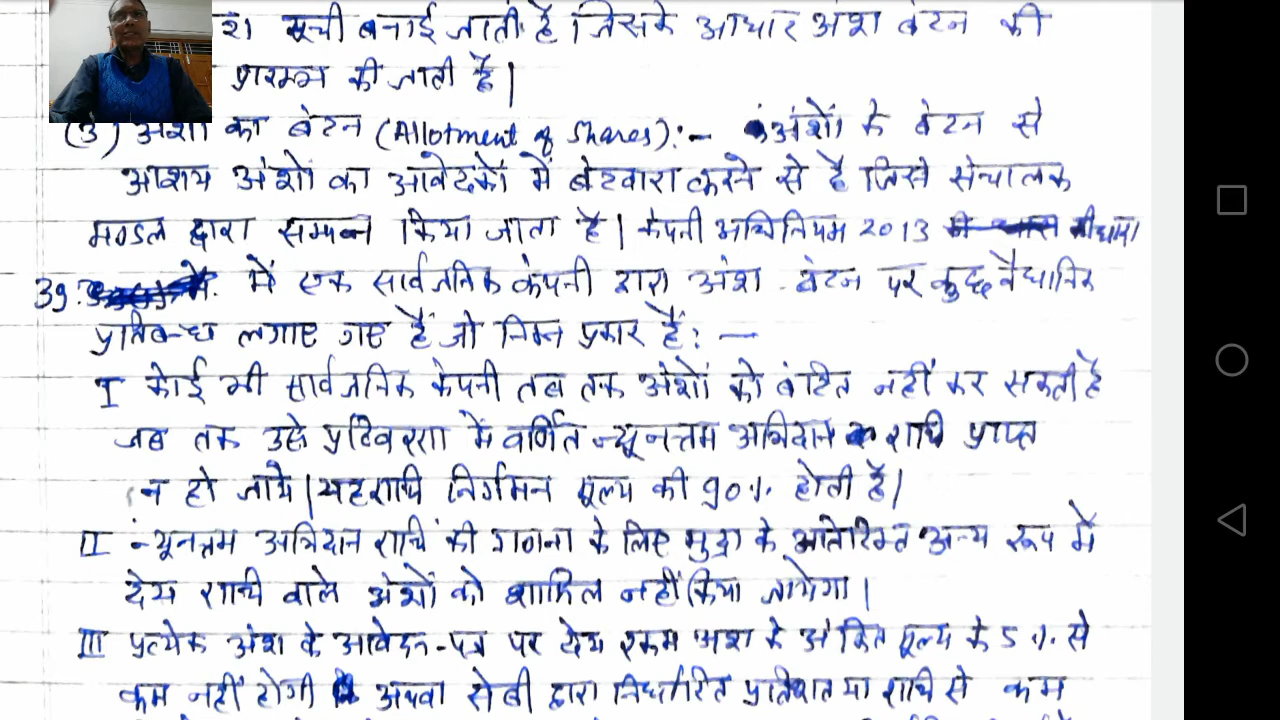 सूची बनाई जाती है जिसके आधार अंश बंटन की
प्रारम्भ की जाती है|
(3) अंशों का बंटन (Allotment of Shares):- अंशों के बंटन से
आशय अंशों का आवेदकों में बंटवारा करने से है जिसे संचालक
मण्डल द्वारा सम्पन्न किया जाता है| कंपनी अधिनियम 2013 की धारा
39 में एक सार्वजनिक कंपनी द्वारा अंश बंटन पर कुछ वैधानिक
प्रतिबन्ध लगाए गए हैं जो निम्न प्रकार हैं:—
I कोई भी सार्वजनिक कंपनी तब तक अंशों को बंटित नहीं कर सकती है
जब तक उसे प्रविवरण में वर्णित न्यूनतम अभिदान राशि प्राप्त
न हो जाये|यह राशि निर्गमन मूल्य की 90% होती है|
II न्यूनतम अभिदान राशि की गणना के लिए मुद्रा के अतिरिक्त अन्य रूप में
देय राशि वाले अंशों को शामिल नहीं किया जायेगा|
III प्रत्येक अंश के आवेदन-पत्र पर देय रकम अंश के अंकित मूल्य के 5% से
कम नहीं होगी अथवा सेबी द्वारा निर्धारित प्रतिशत या राशि से कम